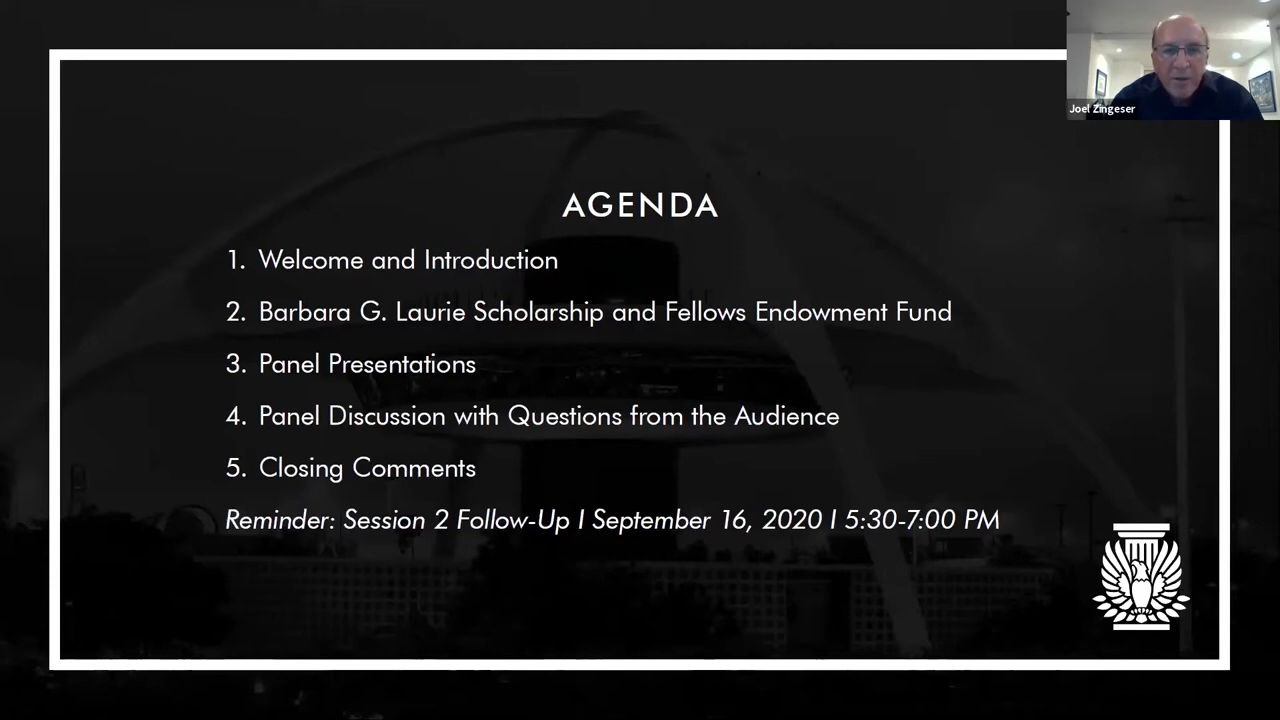 Joel Zingeser
AGENDA
1. Welcome and Introduction
2. Barbara G. Laurie Scholarship and Fellows Endowment Fund
3. Panel Presentations
4. Panel Discussion with Questions from the Audience
5. Closing Comments
Reminder: Session 2 Follow-Up I September 16, 2020 I 5:30-7:00 PM